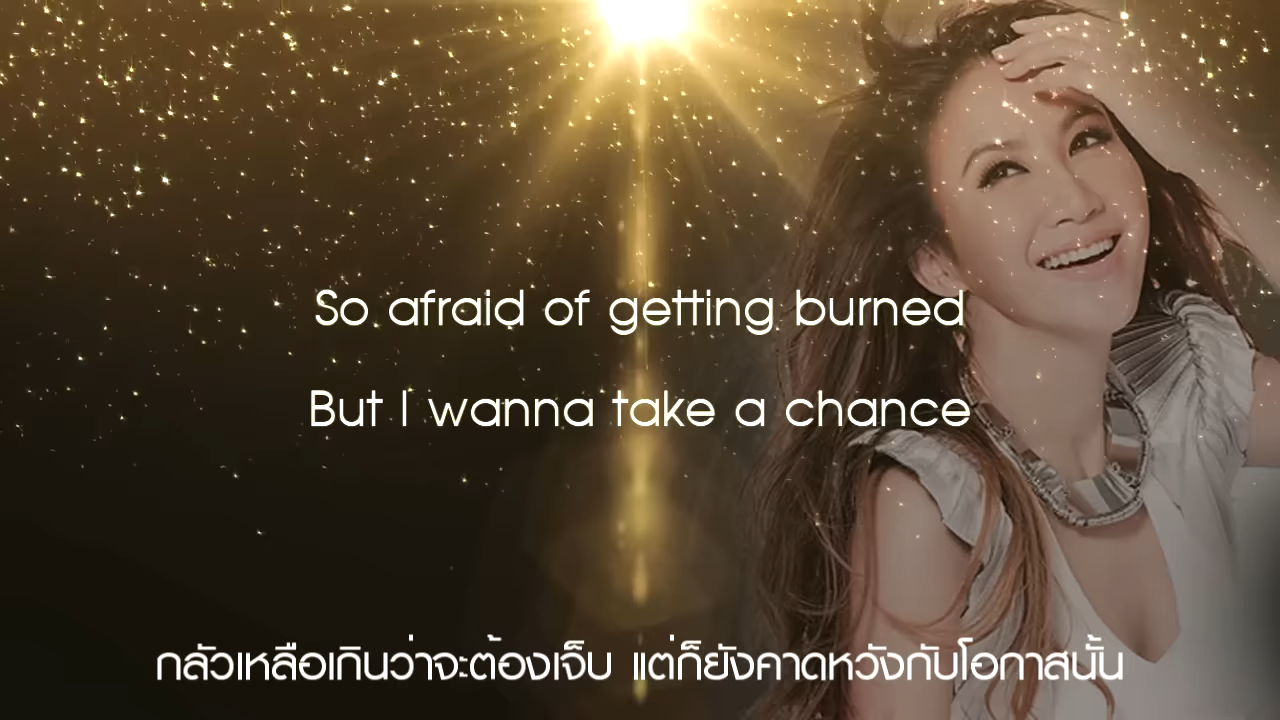 So afraid of getting burned
But I wanna take a chance
กลัวเหลือเกินว่าจะต้องเจ็บ แต่ก็ยังคาดหวังกับโอกาสนั้น